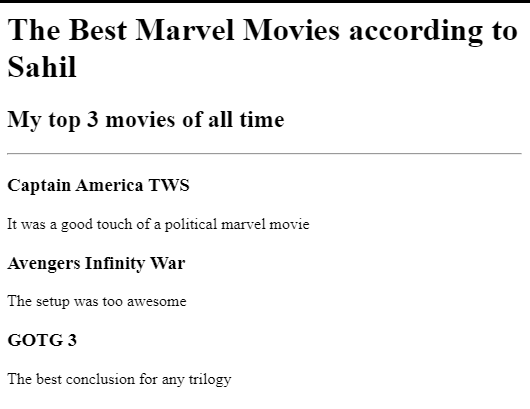 The Best Marvel Movies according to
Sahil
My top 3 movies of all time
Captain America TWS
It was a good touch of a political marvel movie
Avengers Infinity War
The setup was too awesome
GOTG 3
The best conclusion for any trilogy